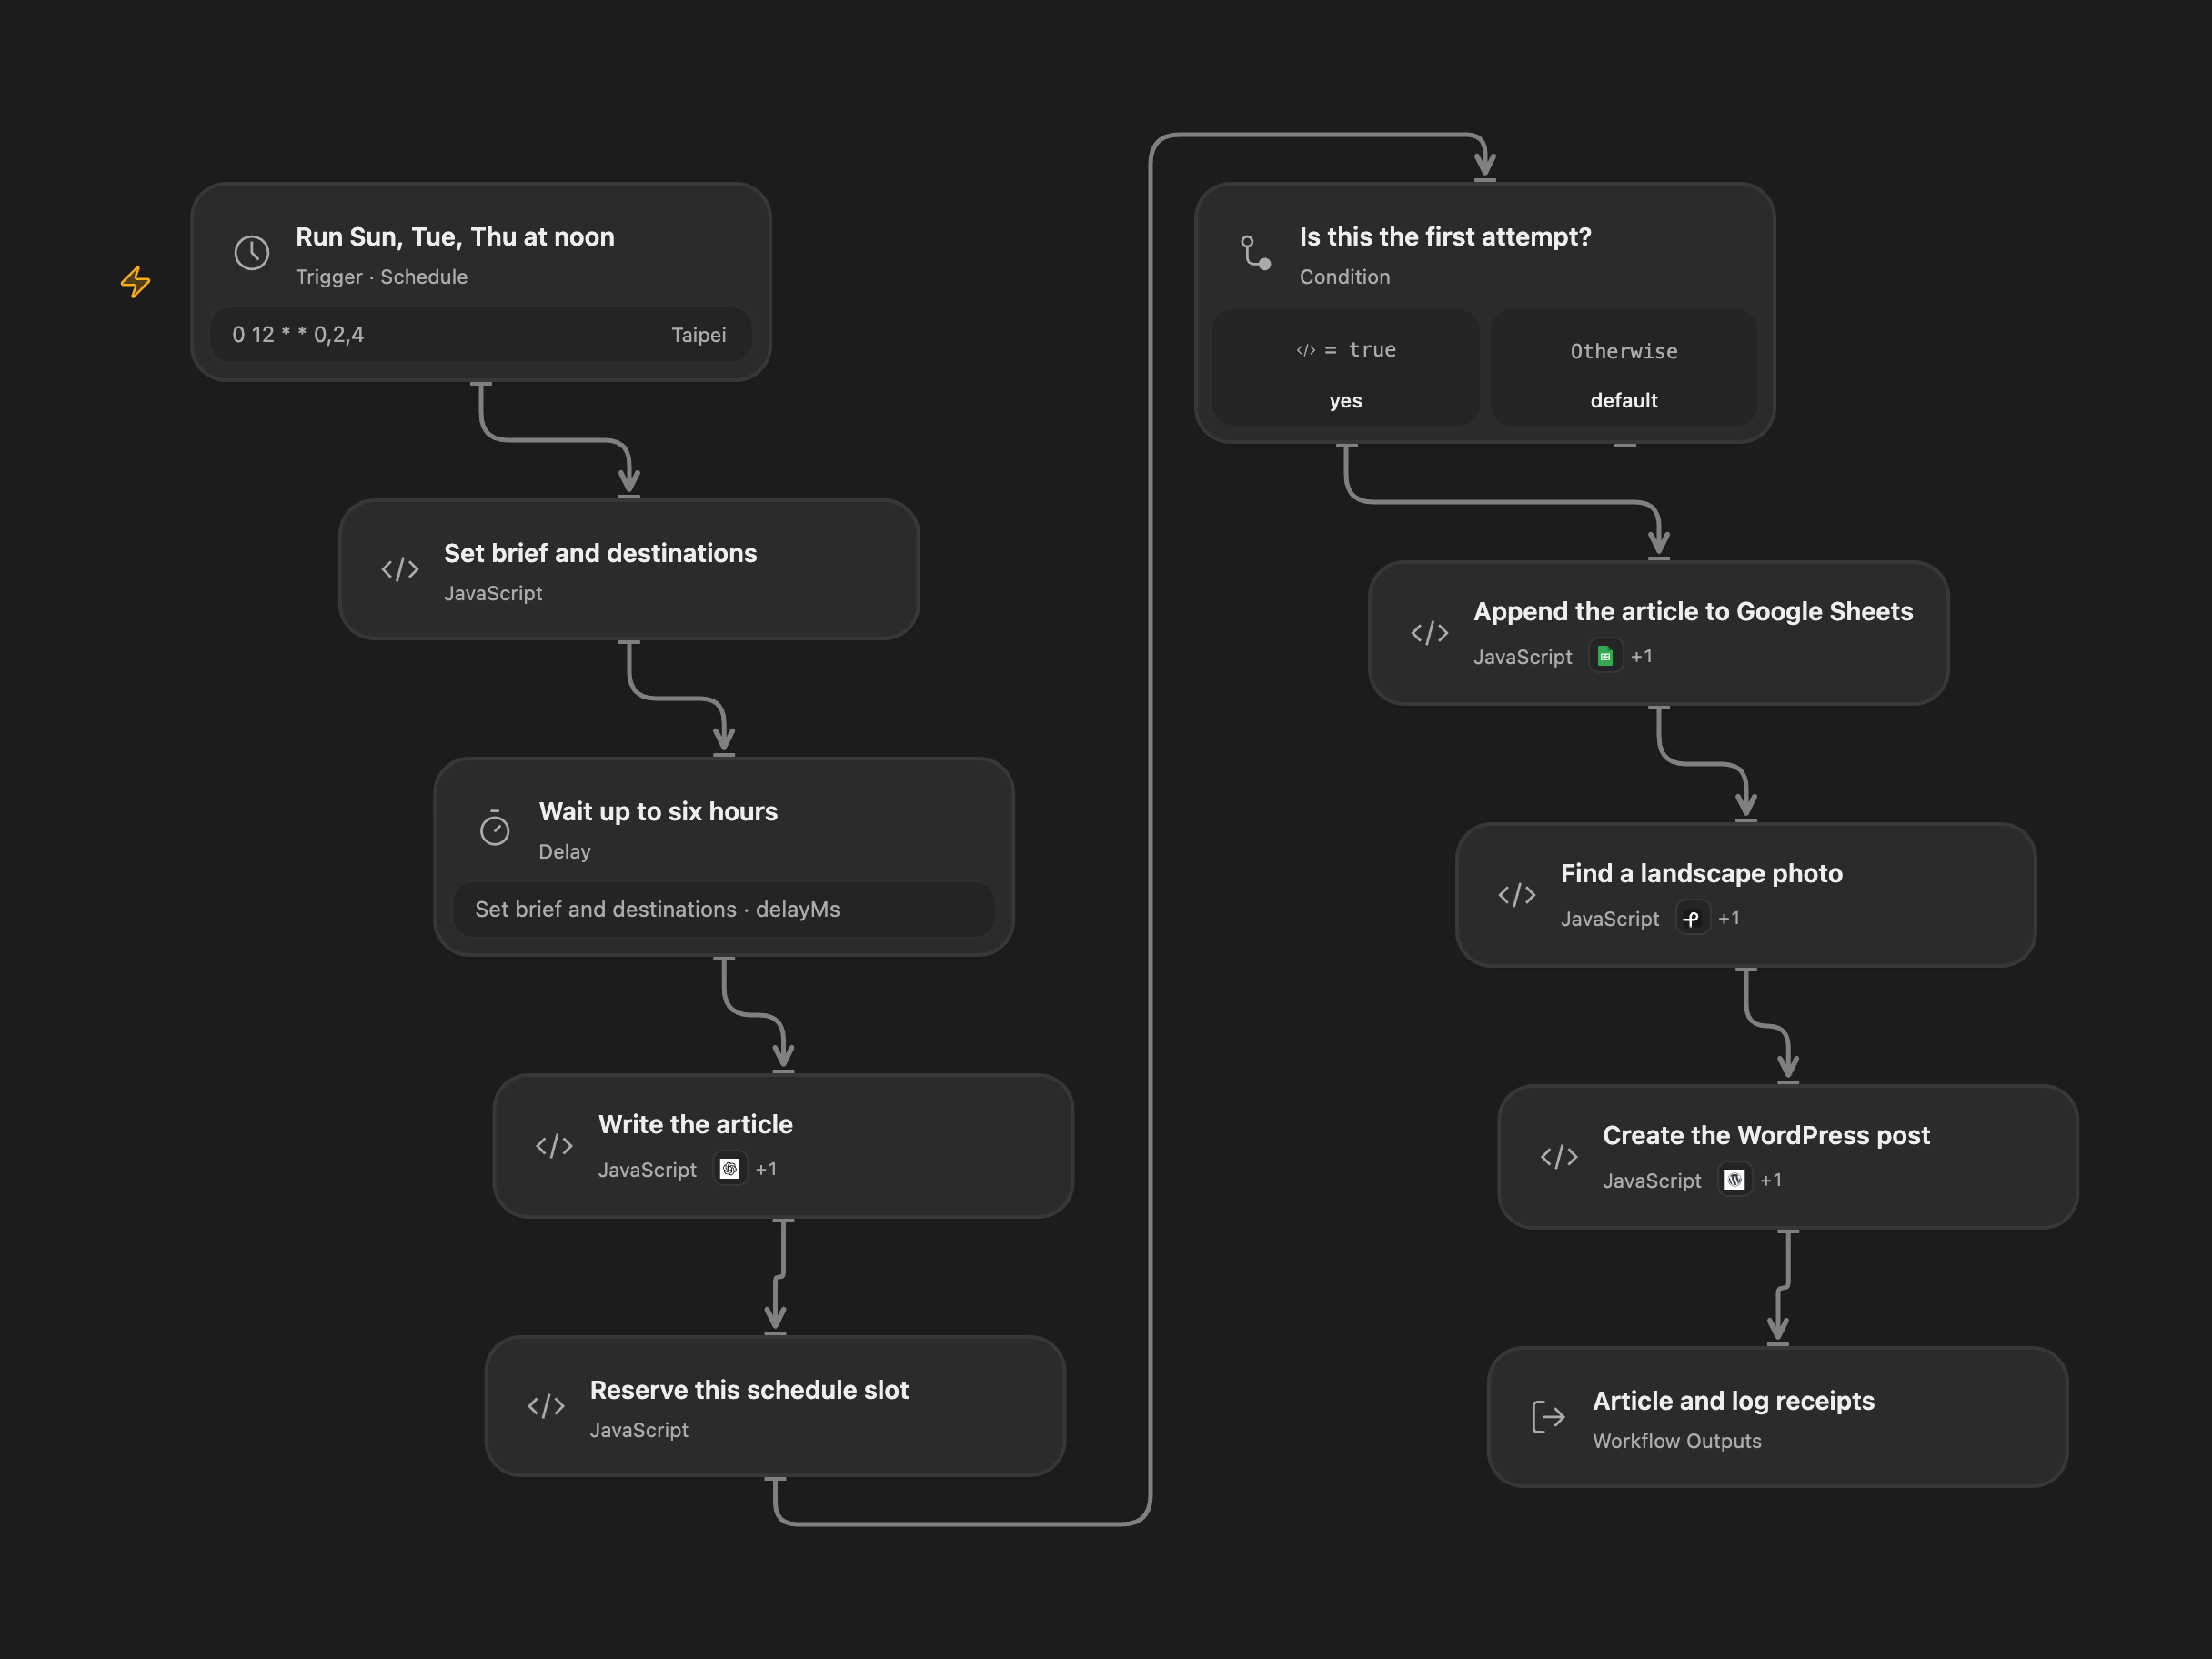 Run Sun, Tue, Thu at noon
Trigger · Schedule
0 12 * * 0,2,4
Taipei
Set brief and destinations
JavaScript
Wait up to six hours
Delay
Set brief and destinations · delayMs
Write the article
JavaScript +1
Reserve this schedule slot
JavaScript
Is this the first attempt?
Condition
</> = true
yes
Otherwise
default
Append the article to Google Sheets
JavaScript +1
Find a landscape photo
JavaScript +1
Create the WordPress post
JavaScript +1
Article and log receipts
Workflow Outputs